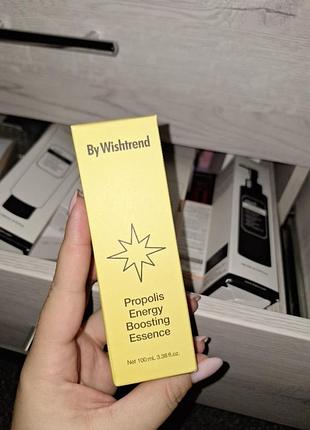 By Wishtrend
Propolis
Energy
Boosting
Essence
Net 100 mL 3.38 fl.oz.